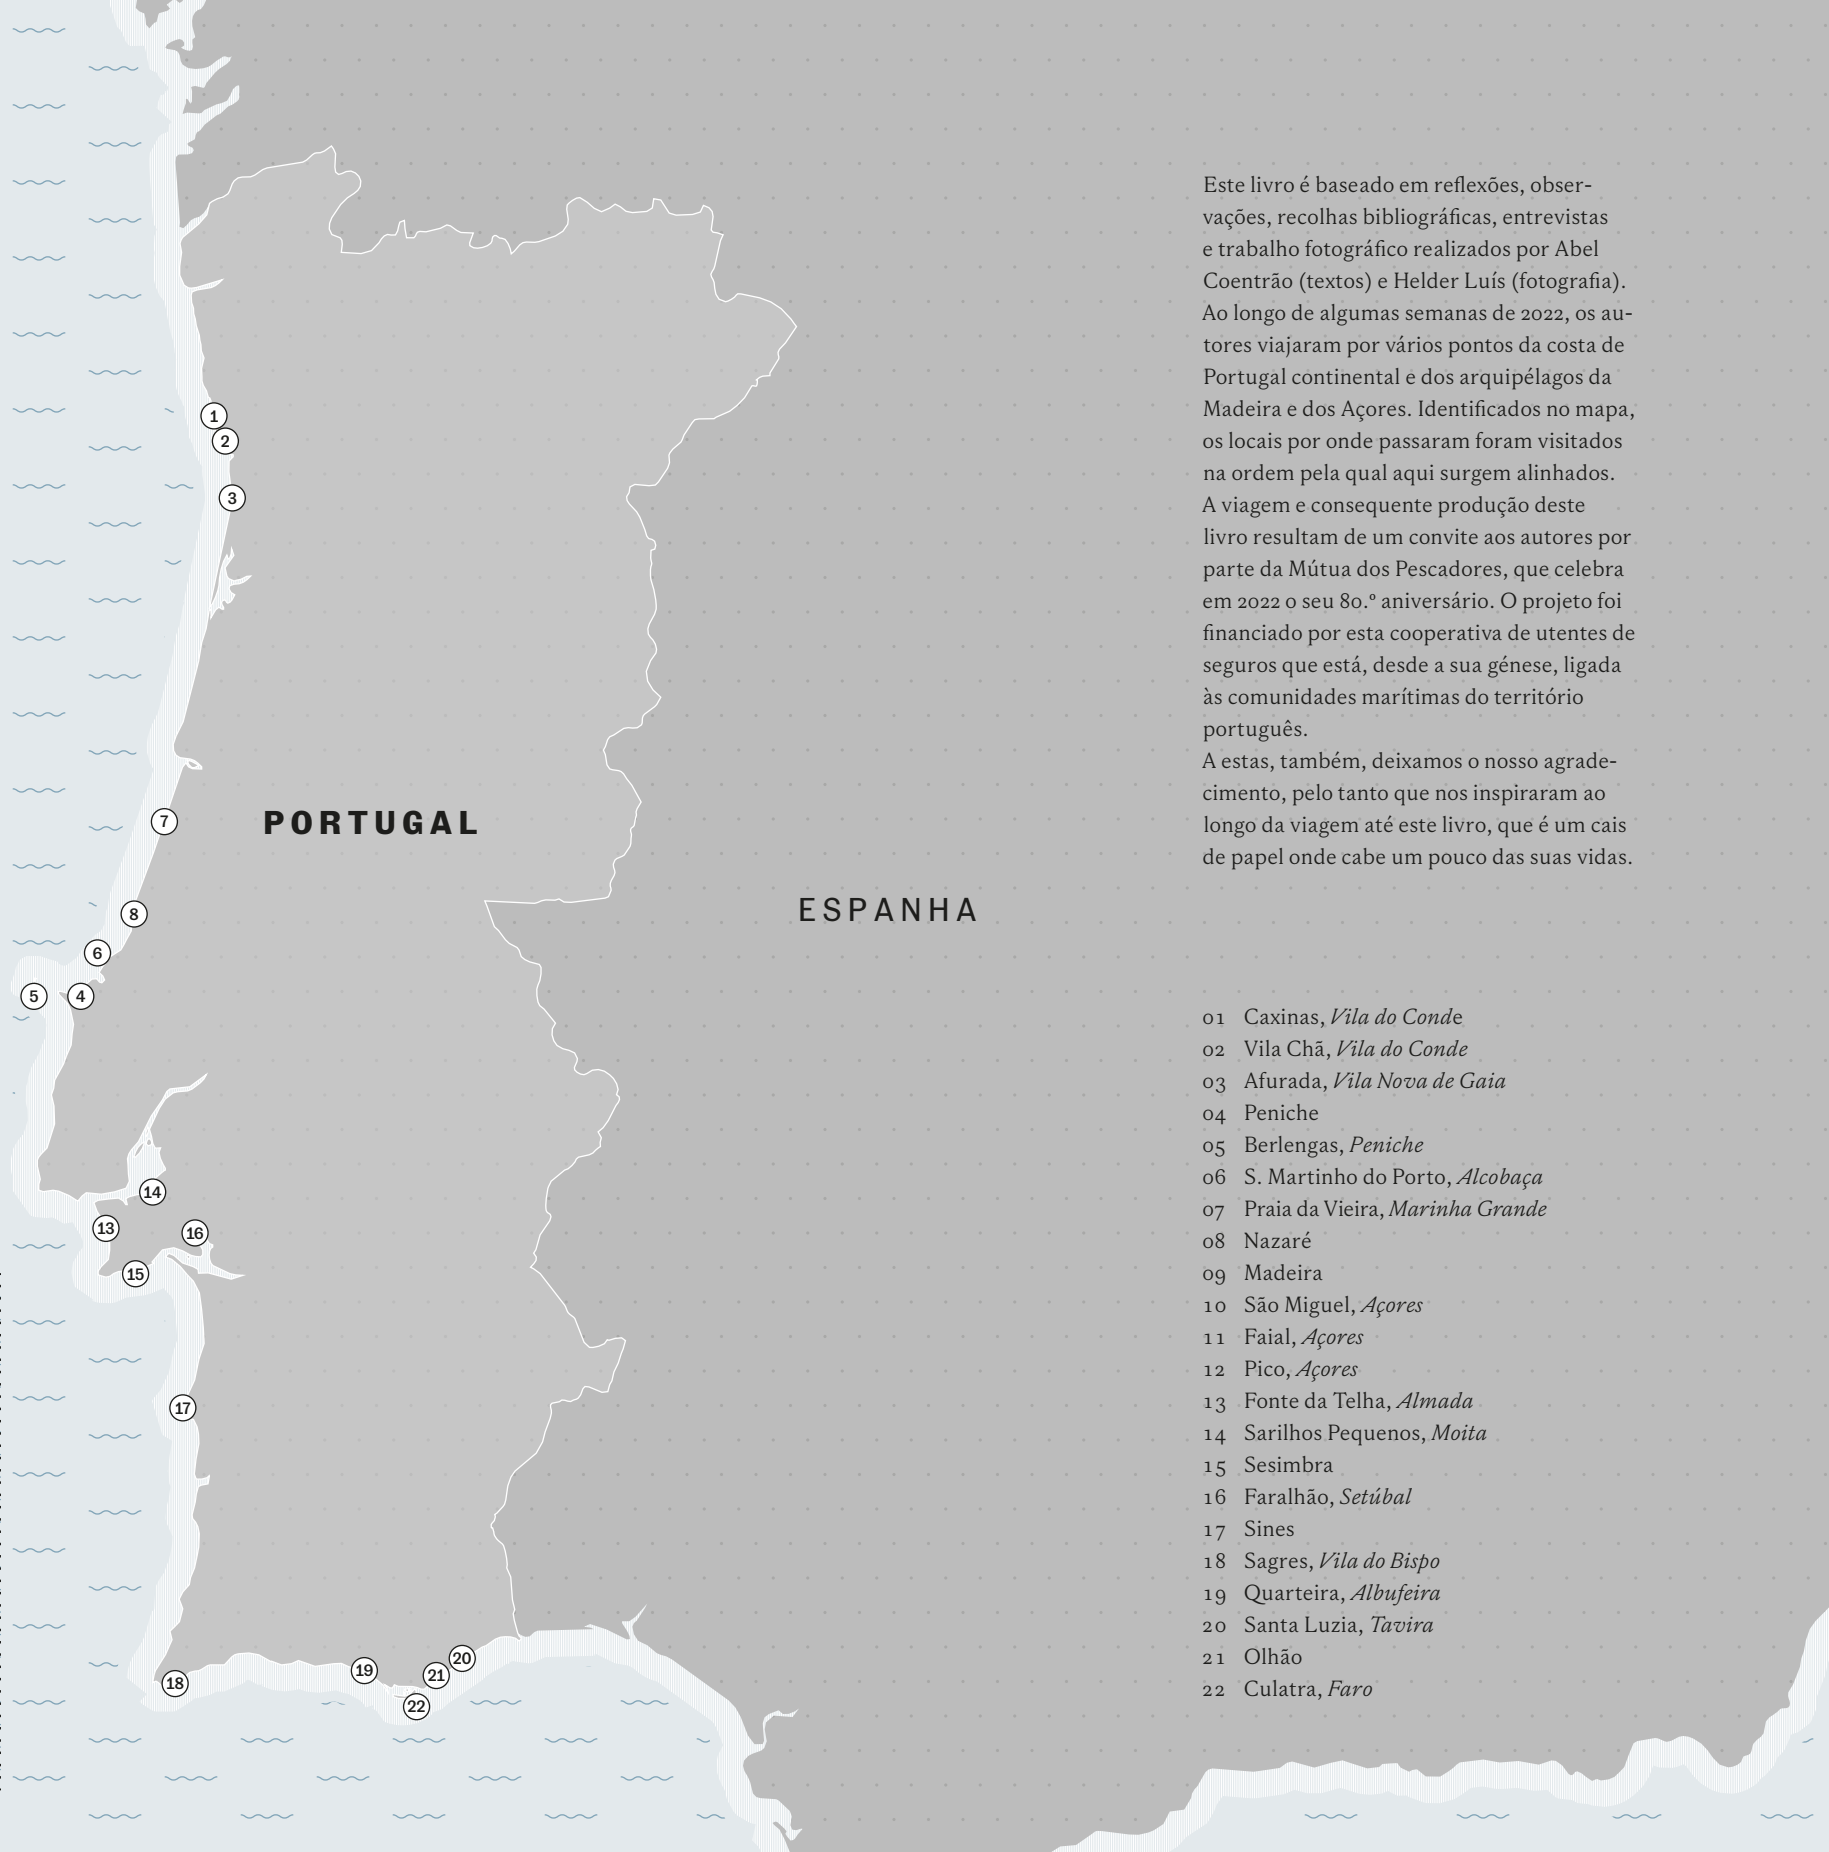 1
2
3
7
PORTUGAL
8
ESPANHA
6
5
4
14
13
16
15
17
19
20
21
18
22
Este livro é baseado em reflexões, obser-
vações, recolhas bibliográficas, entrevistas
e trabalho fotográfico realizados por Abel
Coentrão (textos) e Helder Luís (fotografia).
Ao longo de algumas semanas de 2022, os au-
tores viajaram por vários pontos da costa de
Portugal continental e dos arquipélagos da
Madeira e dos Açores. Identificados no mapa,
os locais por onde passaram foram visitados
na ordem pela qual aqui surgem alinhados.
A viagem e consequente produção deste
livro resultam de um convite aos autores por
parte da Mútua dos Pescadores, que celebra
em 2022 o seu 80.º aniversário. O projeto foi
financiado por esta cooperativa de utentes de
seguros que está, desde a sua génese, ligada
às comunidades marítimas do território
português.
A estas, também, deixamos o nosso agrade-
cimento, pelo tanto que nos inspiraram ao
longo da viagem até este livro, que é um cais
de papel onde cabe um pouco das suas vidas.
01 Caxinas, Vila do Conde
02 Vila Chã, Vila do Conde
03 Afurada, Vila Nova de Gaia
04 Peniche
05 Berlengas, Peniche
06 S. Martinho do Porto, Alcobaça
07 Praia da Vieira, Marinha Grande
08 Nazaré
09 Madeira
10 São Miguel, Açores
11 Faial, Açores
12 Pico, Açores
13 Fonte da Telha, Almada
14 Sarilhos Pequenos, Moita
15 Sesimbra
16 Faralhão, Setúbal
17 Sines
18 Sagres, Vila do Bispo
19 Quarteira, Albufeira
20 Santa Luzia, Tavira
21 Olhão
22 Culatra, Faro